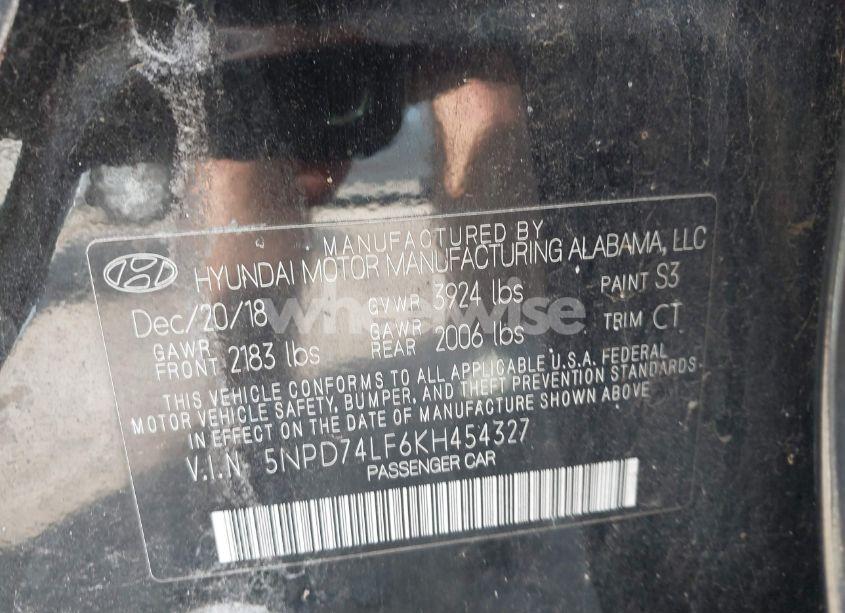 MANUFACTURED BY
HYUNDAI MOTOR MANUFACTURING ALABAMA, LLC
Dec/20/18 GVWR 3924 lbs PAINT S3
GAWR FRONT 2183 lbs GAWR REAR 2006 lbs TRIM CT
THIS VEHICLE CONFORMS TO ALL APPLICABLE U.S.A. FEDERAL
MOTOR VEHICLE SAFETY, BUMPER, AND THEFT PREVENTION STANDARDS
IN EFFECT ON THE DATE OF MANUFACTURE SHOWN ABOVE
V.I.N 5NPD74LF6KH454327
PASSENGER CAR
wheelwise